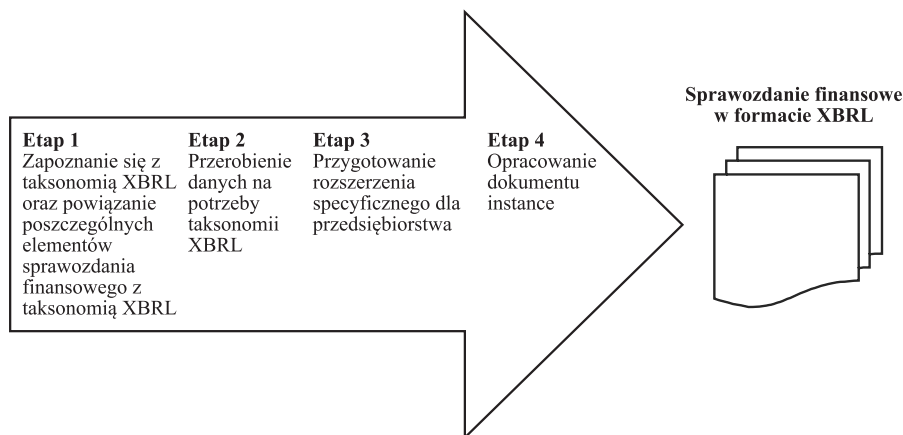 Etap 1
Zapoznanie się z
taksonomią XBRL
oraz powiązanie
poszczególnych
elementów
sprawozdania
finansowego z
taksonomią XBRL
Etap 2
Przerobienie
danych na
potrzeby
taksonomii
XBRL
Etap 3
Przygotowanie
rozszerzenia
specyficznego dla
przedsiębiorstwa
Etap 4
Opracowanie
dokumentu
instance
Sprawozdanie finansowe
w formacie XBRL